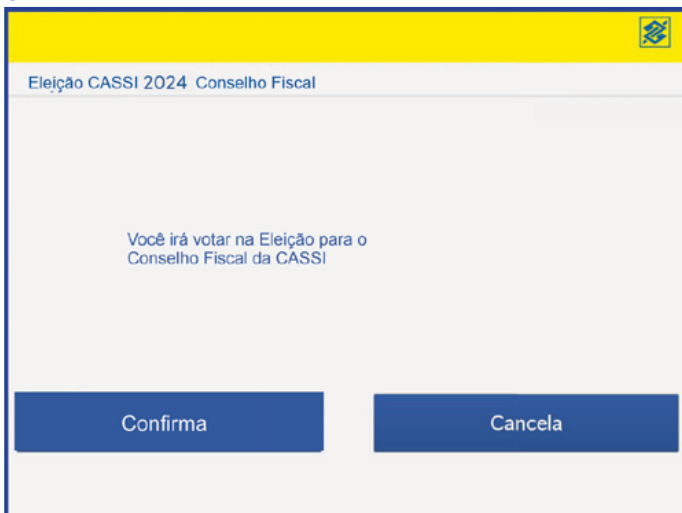 Eleição CASSI 2024 Conselho Fiscal
Você irá votar na Eleição para o
Conselho Fiscal da CASSI
Confirma
Cancela